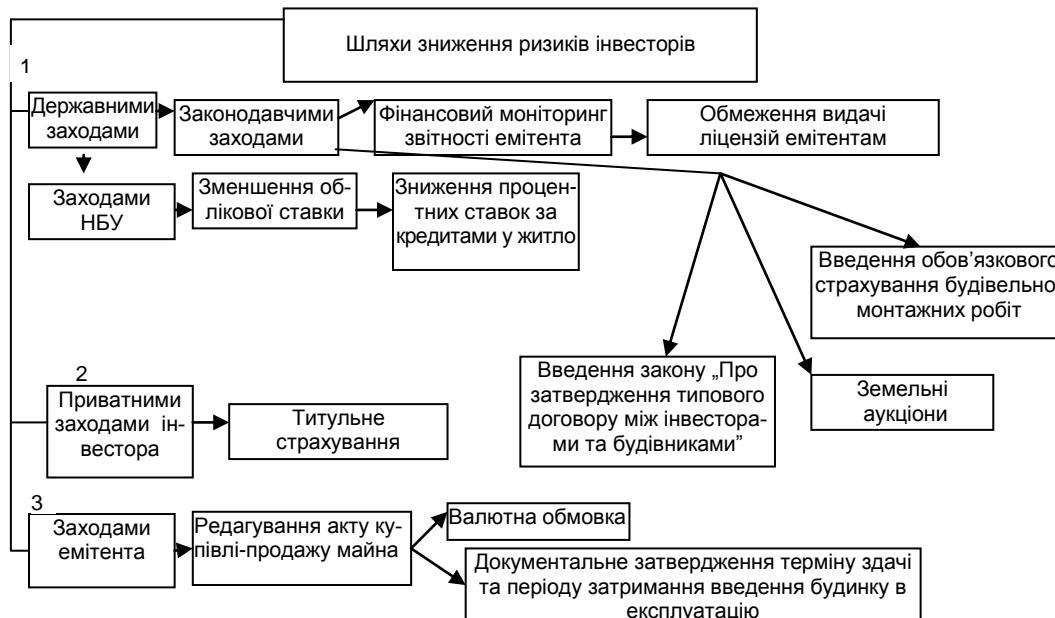 Шляхи зниження ризиків інвесторів
1
Державними
заходами
Законодавчими
заходами
Фінансовий моніторинг
звітності емітента
Обмеження видачі
ліцензій емітентам
Заходами
НБУ
Зменшення об-
лікової ставки
Зниження процен-
тних ставок за
кредитами у житло
Введення обов’язкового
страхування будівельно
монтажних робіт
2
Приватними
заходами ін-
вестора
Титульне
страхування
Введення закону „Про
затвердження типового
договору між інвестора-
ми та будівниками”
Земельні
аукціони
3
Заходами
емітента
Редагування акту ку-
півлі-продажу майна
Валютна обмовка
Документальне затвердження терміну здачі
та періоду затримання введення будинку в
експлуатацію